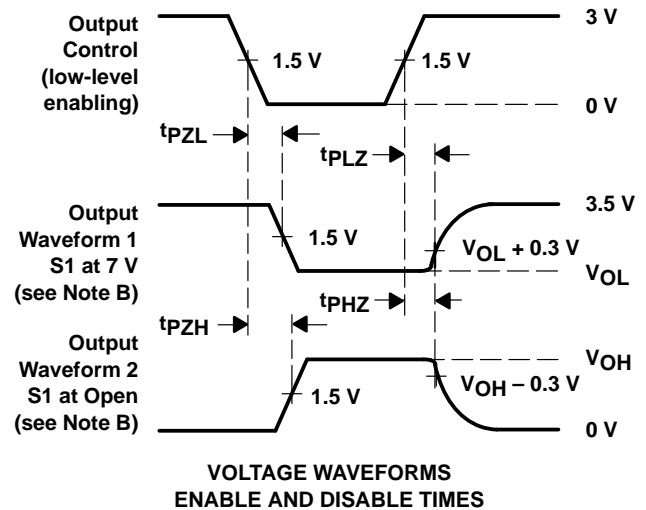 Output
Control
(low-level
enabling)
1.5 V
1.5 V
3 V
0 V
tPZL
tPLZ
Output
Waveform 1
S1 at 7 V
(see Note B)
1.5 V
3.5 V
VOL + 0.3 V
VOL
tPHZ
tPZH
Output
Waveform 2
S1 at Open
(see Note B)
1.5 V
VOH
VOH – 0.3 V
0 V
VOLTAGE WAVEFORMS
ENABLE AND DISABLE TIMES